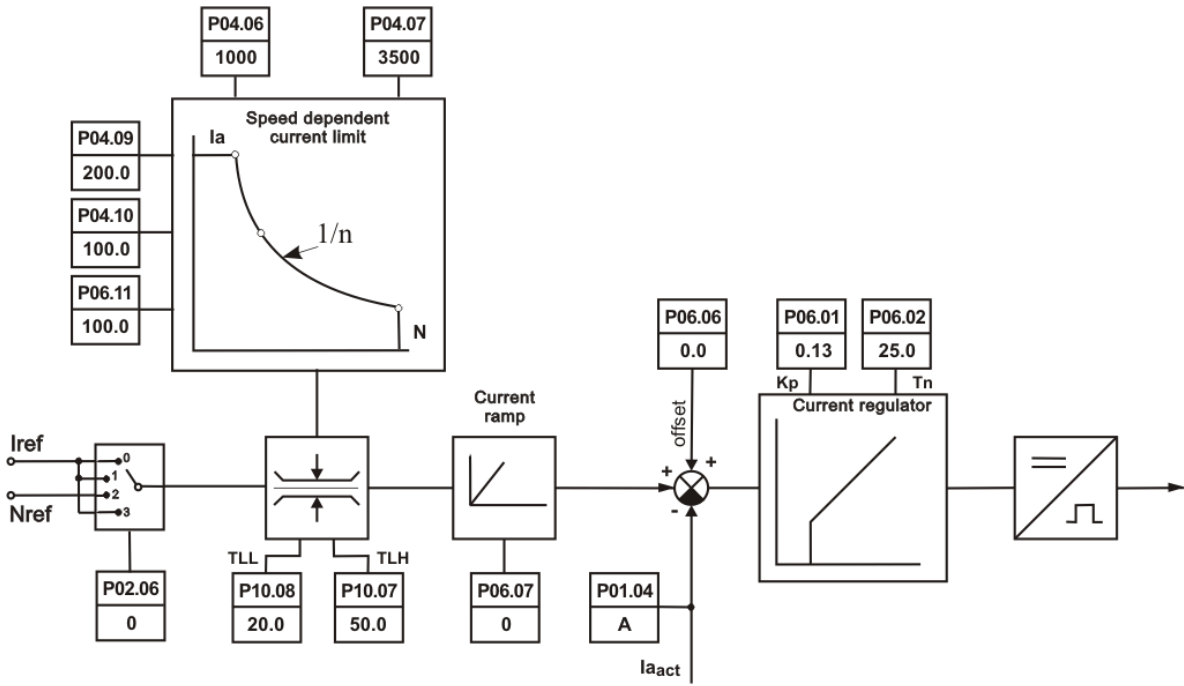 P04.06
1000
P04.07
3500
Speed dependent
current limit
Ia
P04.09
200.0
P04.10
100.0
P06.11
100.0
1/n
N
P06.06
0.0
P06.01
0.13
P06.02
25.0
Kp
Tn
Current regulator
Current
ramp
offset
Iref
Nref
0
1
2
3
+
+
-
TLL
TLH
P02.06
0
P10.08
20.0
P10.07
50.0
P06.07
0
P01.04
A
Iaact